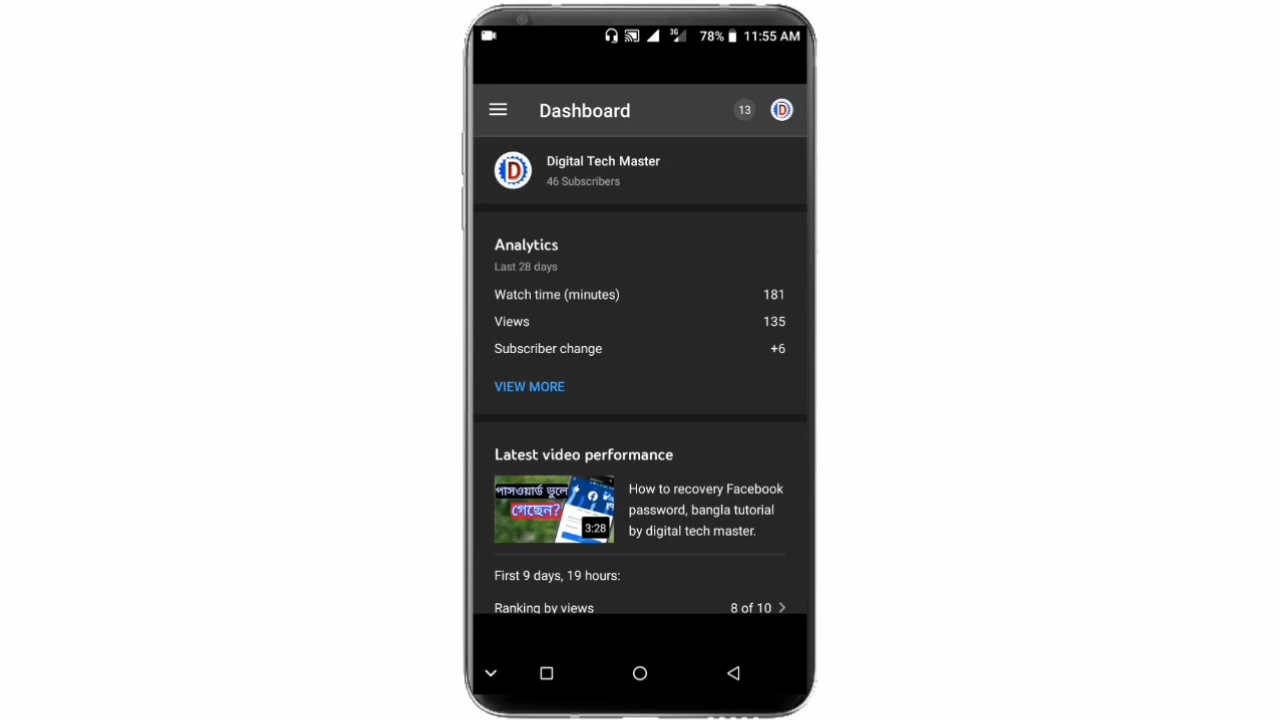 3G 78% 11:55 AM
Dashboard 13 D
D Digital Tech Master
46 Subscribers
Analytics
Last 28 days
Watch time (minutes) 181
Views 135
Subscriber change +6
VIEW MORE
Latest video performance
পাসওয়ার্ড ভুলে
গেছেন?
3:28
How to recovery Facebook
password, bangla tutorial
by digital tech master.
First 9 days, 19 hours:
Ranking by views 8 of 10